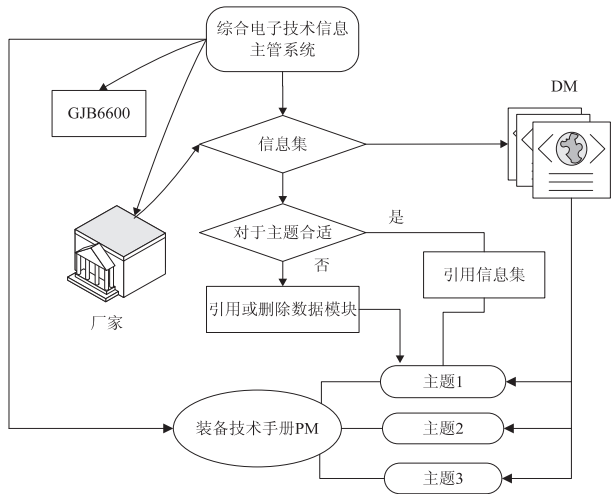 综合电子技术信息
主管系统
GJB6600
DM
信息集
对于主题合适
是
否
引用信息集
厂家
引用或删除数据模块
主题1
装备技术手册PM
主题2
主题3